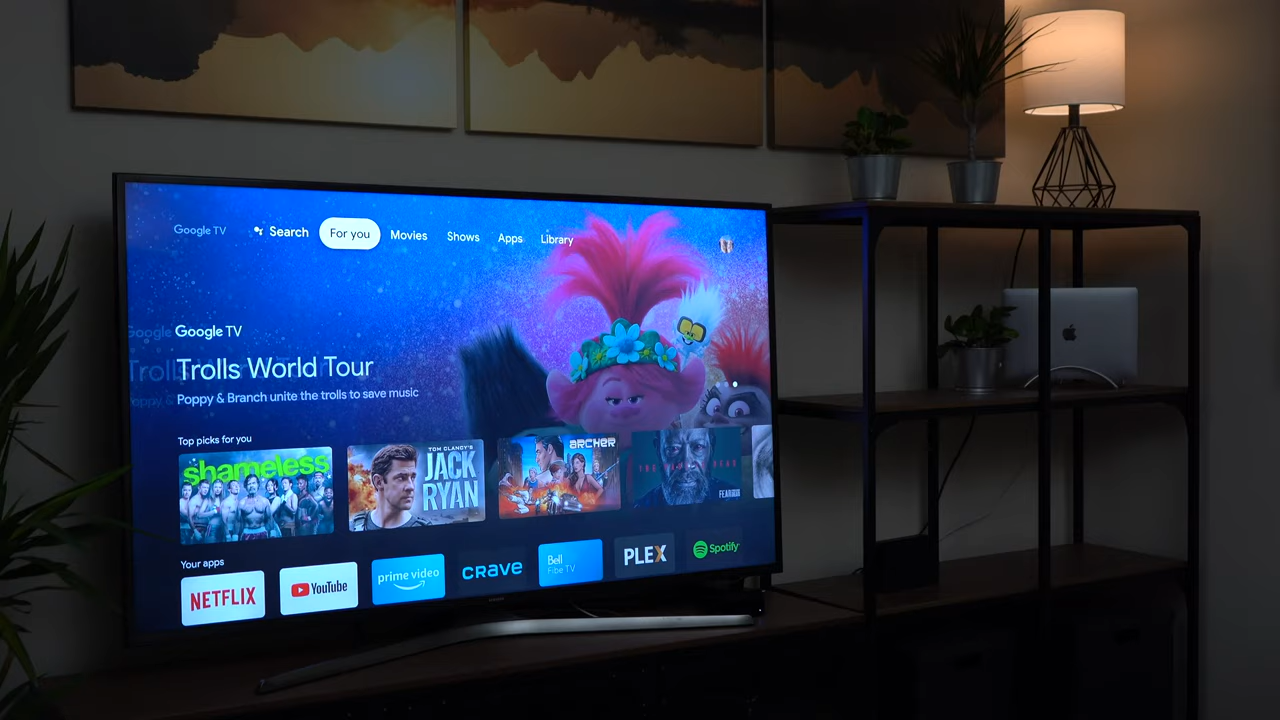 Google TV Search For you Movies Shows Apps Library
Google TV
Trolls World Tour
Poppy & Branch unite the trolls to save music
Top picks for you
shameless
TOM CLANCY'S
JACK
RYAN
ARCHER
DEAD
Your apps
NETFLIX
YouTube
prime video
crave
Bell
Fibe TV
PLEX
Spotify